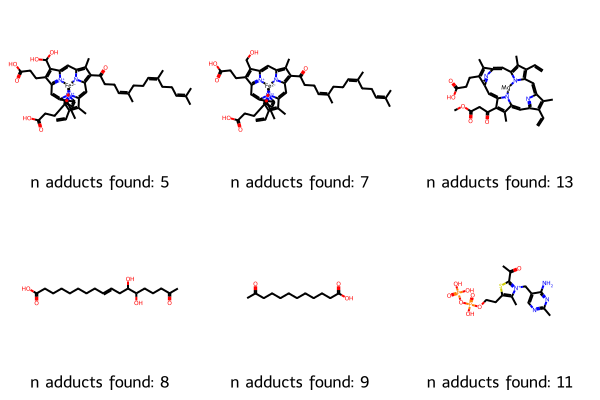 n adducts found: 5
n adducts found: 7
n adducts found: 13
n adducts found: 8
n adducts found: 9
n adducts found: 11